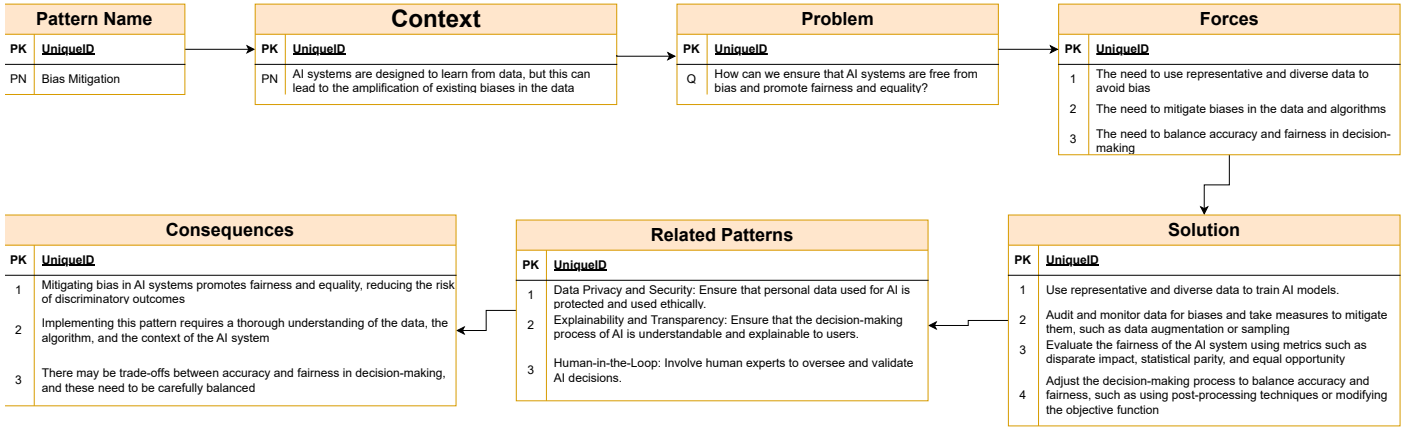 Pattern Name
PK UniqueID
PN Bias Mitigation
Context
PK UniqueID
PN AI systems are designed to learn from data, but this can
lead to the amplification of existing biases in the data
Problem
PK UniqueID
Q How can we ensure that AI systems are free from
bias and promote fairness and equality?
Forces
PK UniqueID
1 The need to use representative and diverse data to
avoid bias
2 The need to mitigate biases in the data and algorithms
3 The need to balance accuracy and fairness in decision-
making
Solution
PK UniqueID
1 Use representative and diverse data to train AI models.
2 Audit and monitor data for biases and take measures to mitigate
them, such as data augmentation or sampling
3 Evaluate the fairness of the AI system using metrics such as
disparate impact, statistical parity, and equal opportunity
4 Adjust the decision-making process to balance accuracy and
fairness, such as using post-processing techniques or modifying
the objective function
Related Patterns
PK UniqueID
1 Data Privacy and Security: Ensure that personal data used for AI is
protected and used ethically.
2 Explainability and Transparency: Ensure that the decision-making
process of AI is understandable and explainable to users.
3 Human-in-the-Loop: Involve human experts to oversee and validate
AI decisions.
Consequences
PK UniqueID
1 Mitigating bias in AI systems promotes fairness and equality, reducing the risk
of discriminatory outcomes
2 Implementing this pattern requires a thorough understanding of the data, the
algorithm, and the context of the AI system
3 There may be trade-offs between accuracy and fairness in decision-making,
and these need to be carefully balanced